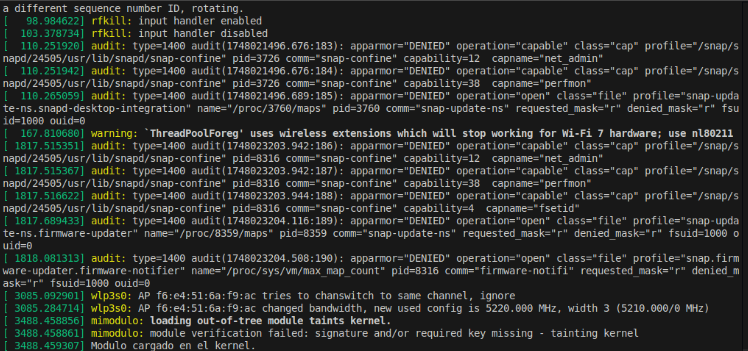 a different sequence number ID, rotating.
[   98.984622] rfkill: input handler enabled
[  103.378734] rfkill: input handler disabled
[  110.251920] audit: type=1400 audit(1748021496.676:183): apparmor="DENIED" operation="capable" class="cap" profile="/snap/s
napd/24505/usr/lib/snapd/snap-confine" pid=3726 comm="snap-confine" capability=12  capname="net_admin"
[  110.251942] audit: type=1400 audit(1748021496.676:184): apparmor="DENIED" operation="capable" class="cap" profile="/snap/s
napd/24505/usr/lib/snapd/snap-confine" pid=3726 comm="snap-confine" capability=38  capname="perfmon"
[  110.265059] audit: type=1400 audit(1748021496.689:185): apparmor="DENIED" operation="open" class="file" profile="snap-upda
te-ns.snapd-desktop-integration" name="/proc/3760/maps" pid=3760 comm="snap-update-ns" requested_mask="r" denied_mask="r" fsu
id=1000 ouid=0
[  167.810680] warning: `ThreadPoolForeg' uses wireless extensions which will stop working for Wi-Fi 7 hardware; use nl80211
[ 1817.515351] audit: type=1400 audit(1748023203.942:186): apparmor="DENIED" operation="capable" class="cap" profile="/snap/s
napd/24505/usr/lib/snapd/snap-confine" pid=8316 comm="snap-confine" capability=12  capname="net_admin"
[ 1817.515367] audit: type=1400 audit(1748023203.942:187): apparmor="DENIED" operation="capable" class="cap" profile="/snap/s
napd/24505/usr/lib/snapd/snap-confine" pid=8316 comm="snap-confine" capability=38  capname="perfmon"
[ 1817.516622] audit: type=1400 audit(1748023203.944:188): apparmor="DENIED" operation="capable" class="cap" profile="/snap/s
napd/24505/usr/lib/snapd/snap-confine" pid=8316 comm="snap-confine" capability=4  capname="fsetid"
[ 1817.689433] audit: type=1400 audit(1748023204.116:189): apparmor="DENIED" operation="open" class="file" profile="snap-upda
te-ns.firmware-updater" name="/proc/8359/maps" pid=8359 comm="snap-update-ns" requested_mask="r" denied_mask="r" fsuid=1000 o
uid=0
[ 1818.081313] audit: type=1400 audit(1748023204.508:190): apparmor="DENIED" operation="open" class="file" profile="snap.firm
ware-updater.firmware-notifier" name="/proc/sys/vm/max_map_count" pid=8316 comm="firmware-notifi" requested_mask="r" denied_m
ask="r" fsuid=1000 ouid=0
[ 3085.092901] wlp3s0: AP f6:e4:51:6a:f9:ac tries to chanswitch to same channel, ignore
[ 3085.284714] wlp3s0: AP f6:e4:51:6a:f9:ac changed bandwidth, new used config is 5220.000 MHz, width 3 (5210.000/0 MHz)
[ 3488.458856] mimodulo: loading out-of-tree module taints kernel.
[ 3488.458861] mimodulo: module verification failed: signature and/or required key missing - tainting kernel
[ 3488.459307] Modulo cargado en el kernel.